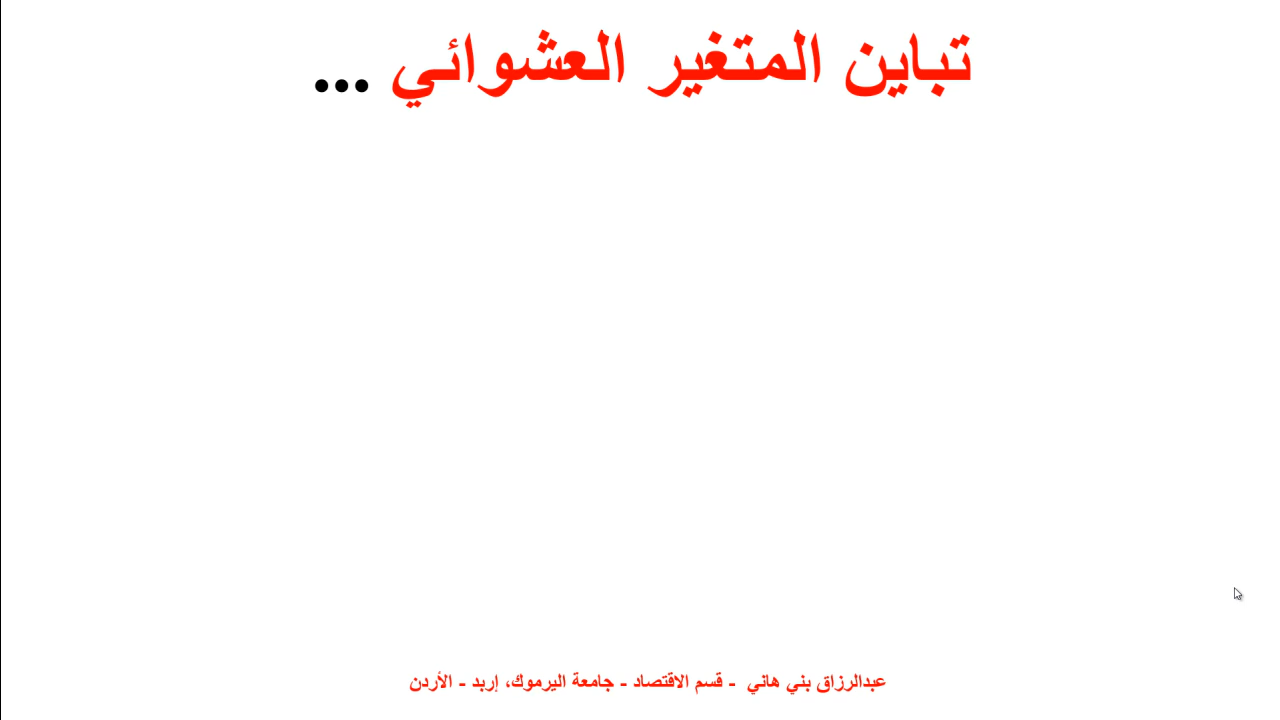 تباين المتغير العشوائي ...
عبدالرزاق بني هاني - قسم الاقتصاد - جامعة اليرموك، إربد - الأردن